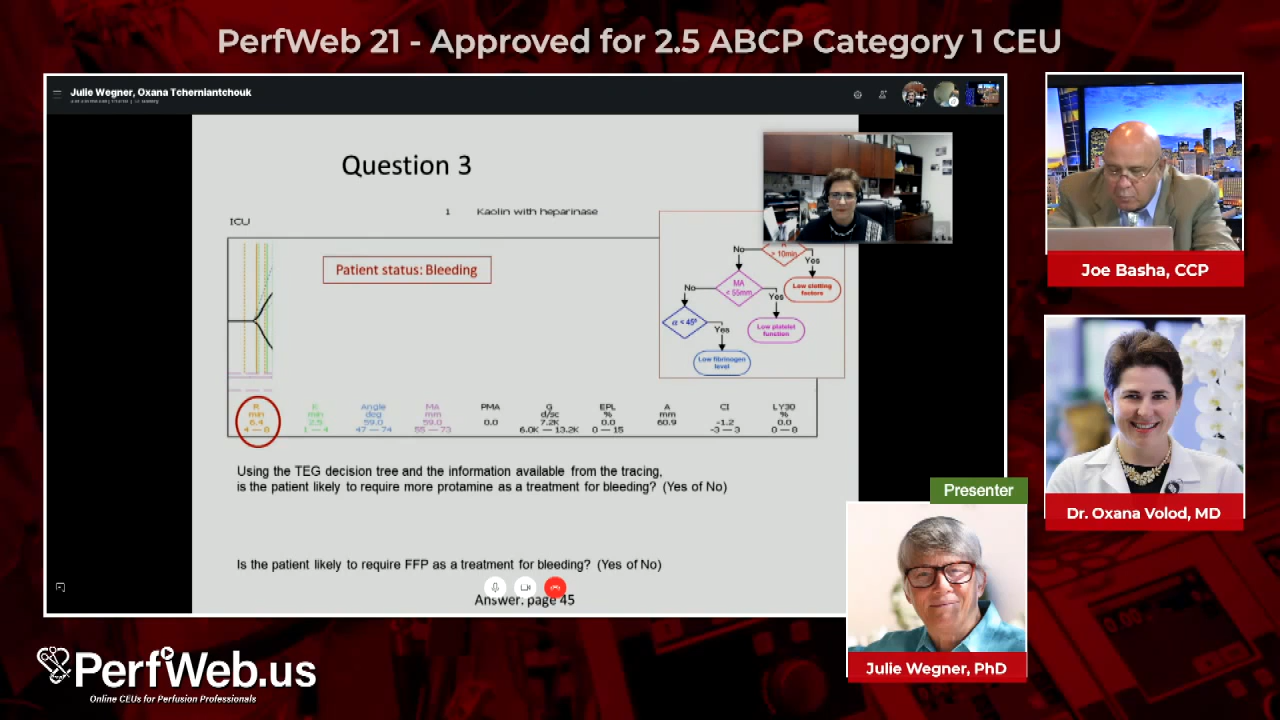 PerfWeb 21 - Approved for 2.5 ABCP Category 1 CEU
Julie Wegner, Oxana Tcherniantchouk
Question 3
1 Kaolin with heparinase
ICU
Patient status: Bleeding
No
> 10min
Yes
Low clotting
factors
No
MA
< 55mm
Yes
Low platelet
function
α < 45º
Yes
Low fibrinogen
level
R K Angle MA PMA G EPL A CI LY30
min min deg mm d/sc % mm %
6.4 2.5 59.0 59.0 0.0 7.2K 0.0 60.9 -1.2 0.0
4 — 8 1 — 4 47 — 74 55 — 73 6.0K — 13.2K 0 — 15 -3 — 3 0 — 8
Using the TEG decision tree and the information available from the tracing,
is the patient likely to require more protamine as a treatment for bleeding? (Yes of No)
Is the patient likely to require FFP as a treatment for bleeding? (Yes of No)
Answer: page 45
Joe Basha, CCP
Dr. Oxana Volod, MD
Presenter
Julie Wegner, PhD
PerfWeb.us
Online CEUs for Perfusion Professionals